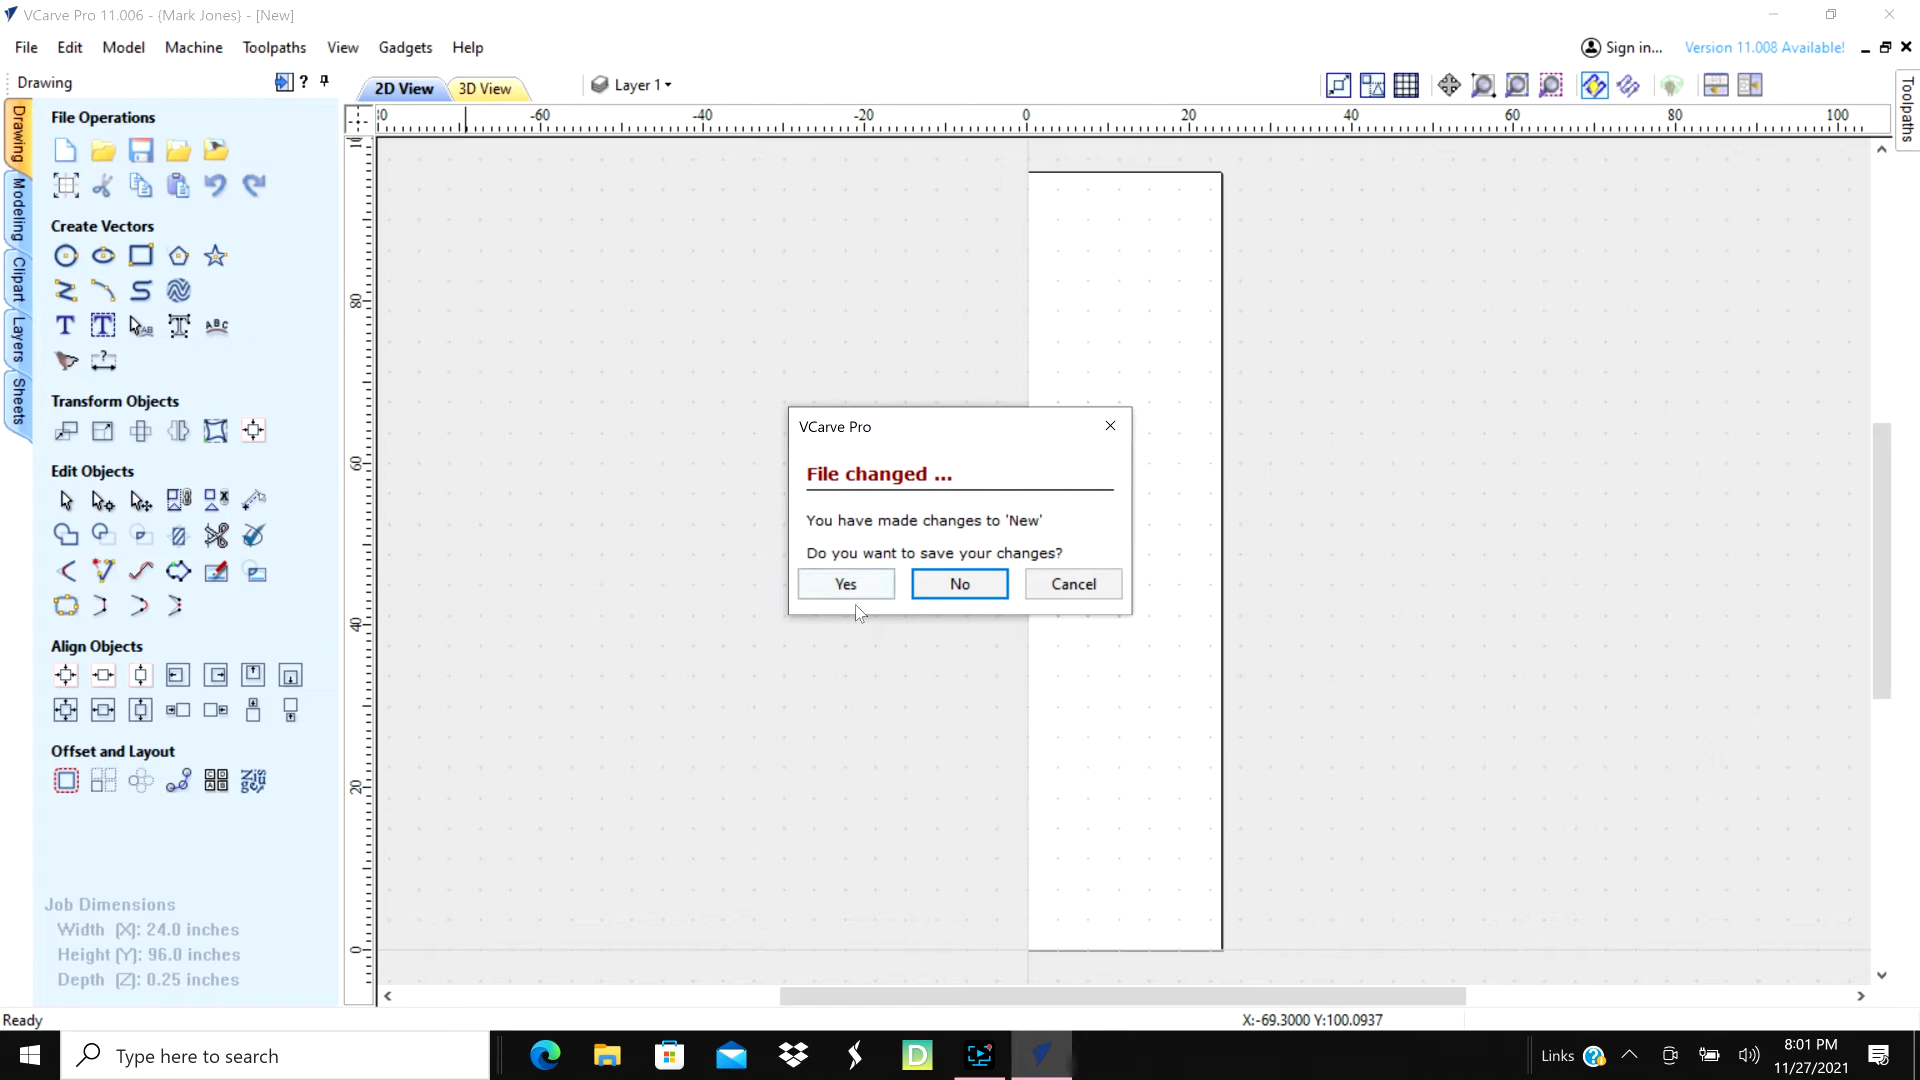 VCarve Pro 11.006 - {Mark Jones} - [New]
File Edit Model Machine Toolpaths View Gadgets Help
Sign in... Version 11.008 Available!
Drawing
2D View 3D View Layer 1
Toolpaths
-60 -40 -20 0 20 40 60 80 100
Drawing
Modeling
Clipart
Layers
Sheets
File Operations
Create Vectors
Transform Objects
Edit Objects
Align Objects
Offset and Layout
80
60
40
20
0
VCarve Pro
File changed ...
You have made changes to 'New'
Do you want to save your changes?
Yes No Cancel
Job Dimensions
Width (X): 24.0 inches
Height (Y): 96.0 inches
Depth (Z): 0.25 inches
Ready
X:-69.3000 Y:100.0937
Type here to search
Links
8:01 PM
11/27/2021